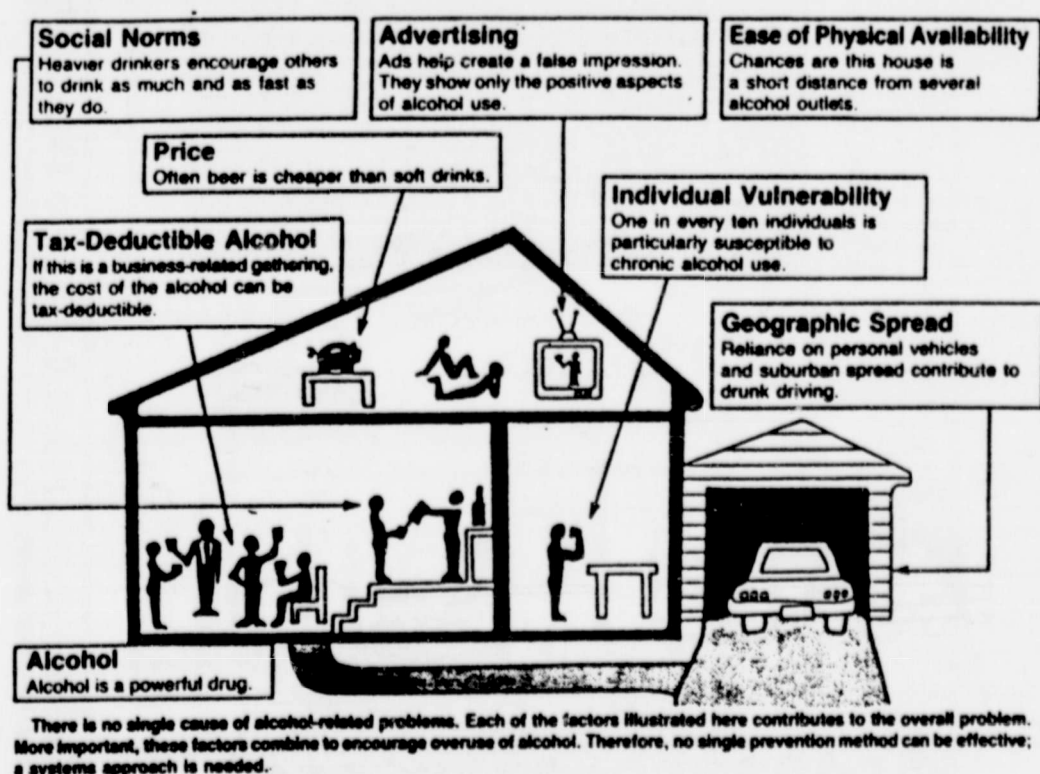 Social Norms
Heavier drinkers encourage others
to drink as much and as fast as
they do.
Advertising
Ads help create a false impression.
They show only the positive aspects
of alcohol use.
Ease of Physical Availability
Chances are this house is
a short distance from several
alcohol outlets.
Price
Often beer is cheaper than soft drinks.
Individual Vulnerability
One in every ten individuals is
particularly susceptible to
chronic alcohol use.
Tax-Deductible Alcohol
If this is a business-related gathering,
the cost of the alcohol can be
tax-deductible.
Geographic Spread
Reliance on personal vehicles
and suburban spread contribute to
drunk driving.
Alcohol
Alcohol is a powerful drug.
There is no single cause of alcohol-related problems. Each of the factors illustrated here contributes to the overall problem.
More important, these factors combine to encourage overuse of alcohol. Therefore, no single prevention method can be effective;
a systems approach is needed.